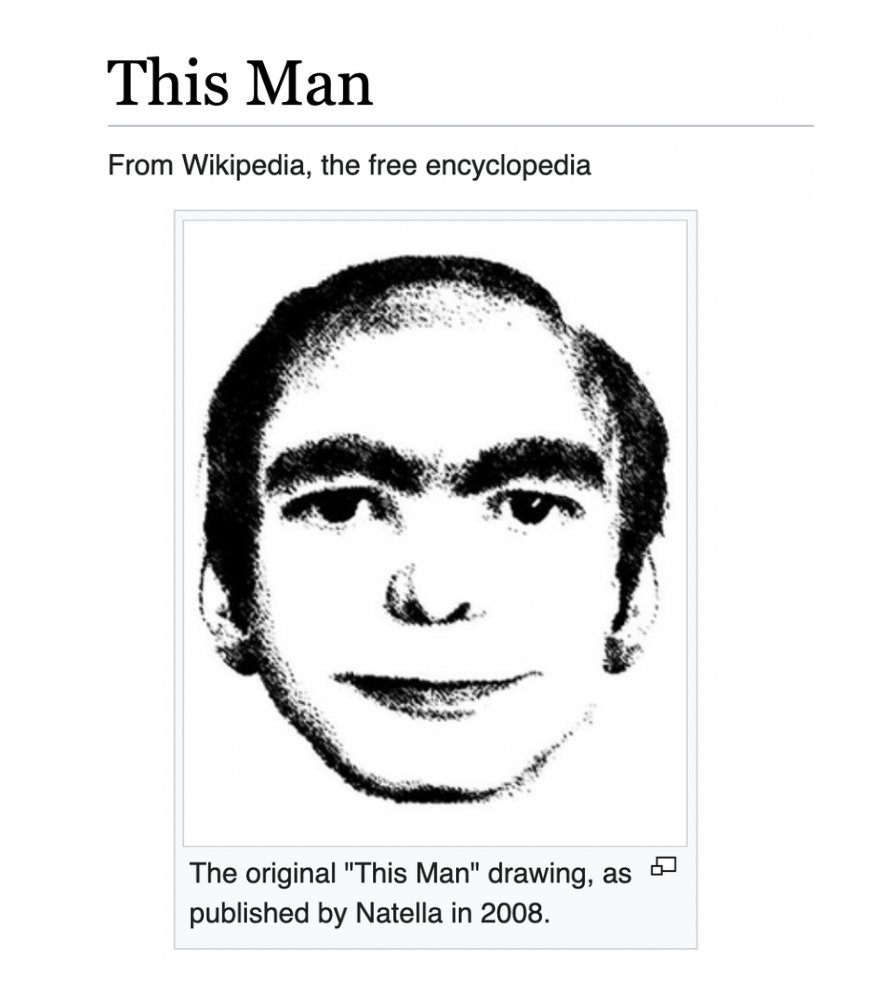 This Man
From Wikipedia, the free encyclopedia
The original "This Man" drawing, as
published by Natella in 2008.